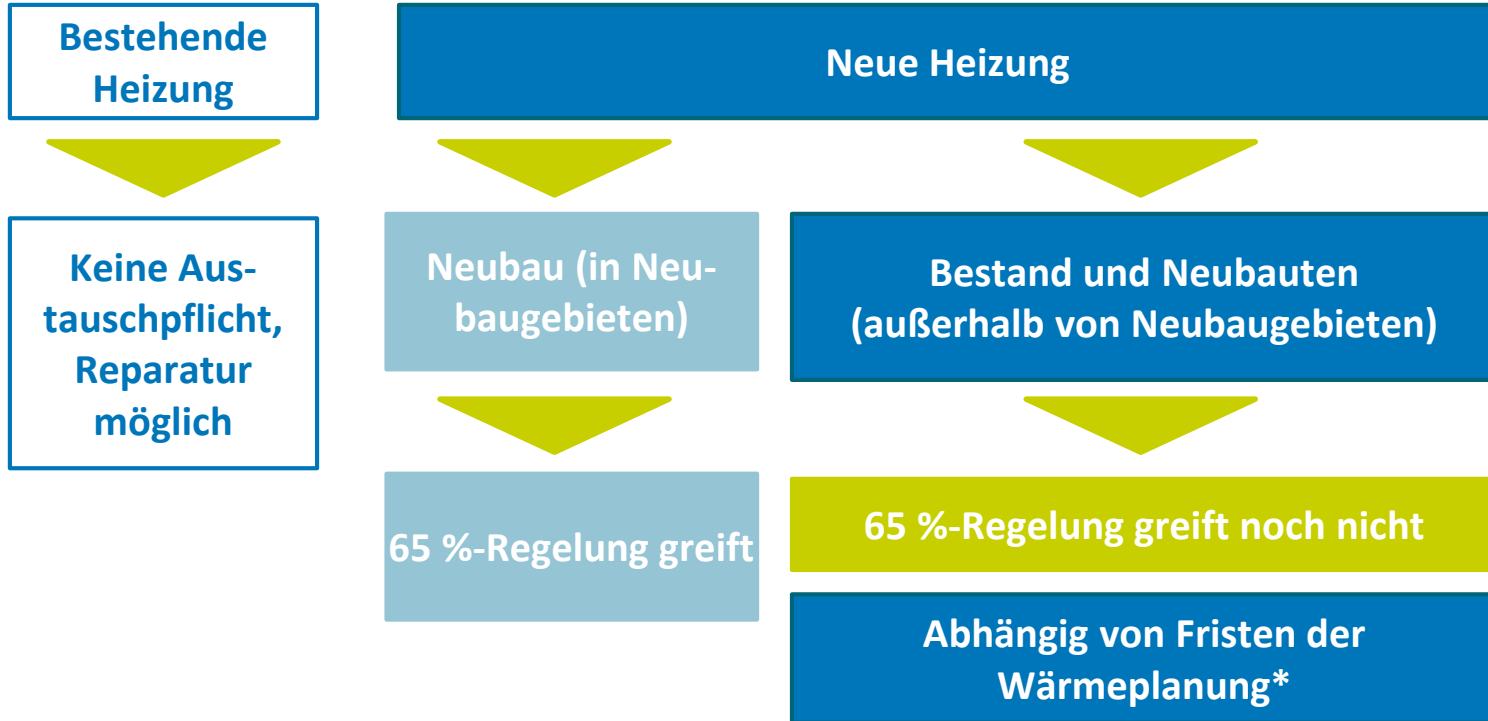 Bestehende
Heizung
Neue Heizung
Keine Aus-
tauschpflicht,
Reparatur
möglich
Neubau (in Neu-
baugebieten)
Bestand und Neubauten
(außerhalb von Neubaugebieten)
65 %-Regelung greift
65 %-Regelung greift noch nicht
Abhängig von Fristen der
Wärmeplanung*